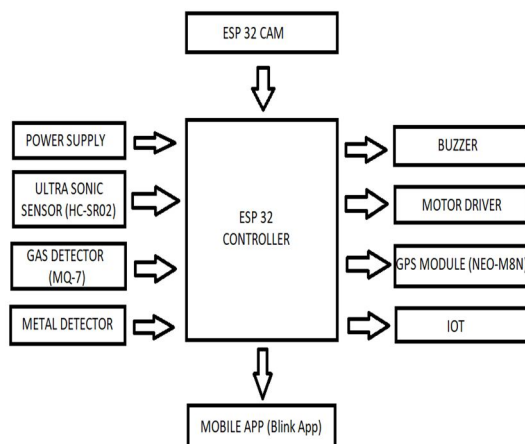 ESP 32 CAM
POWER SUPPLY
ULTRA SONIC
SENSOR (HC-SR02)
GAS DETECTOR
(MQ-7)
METAL DETECTOR
ESP 32
CONTROLLER
BUZZER
MOTOR DRIVER
GPS MODULE (NEO-M8N)
IOT
MOBILE APP (Blink App)